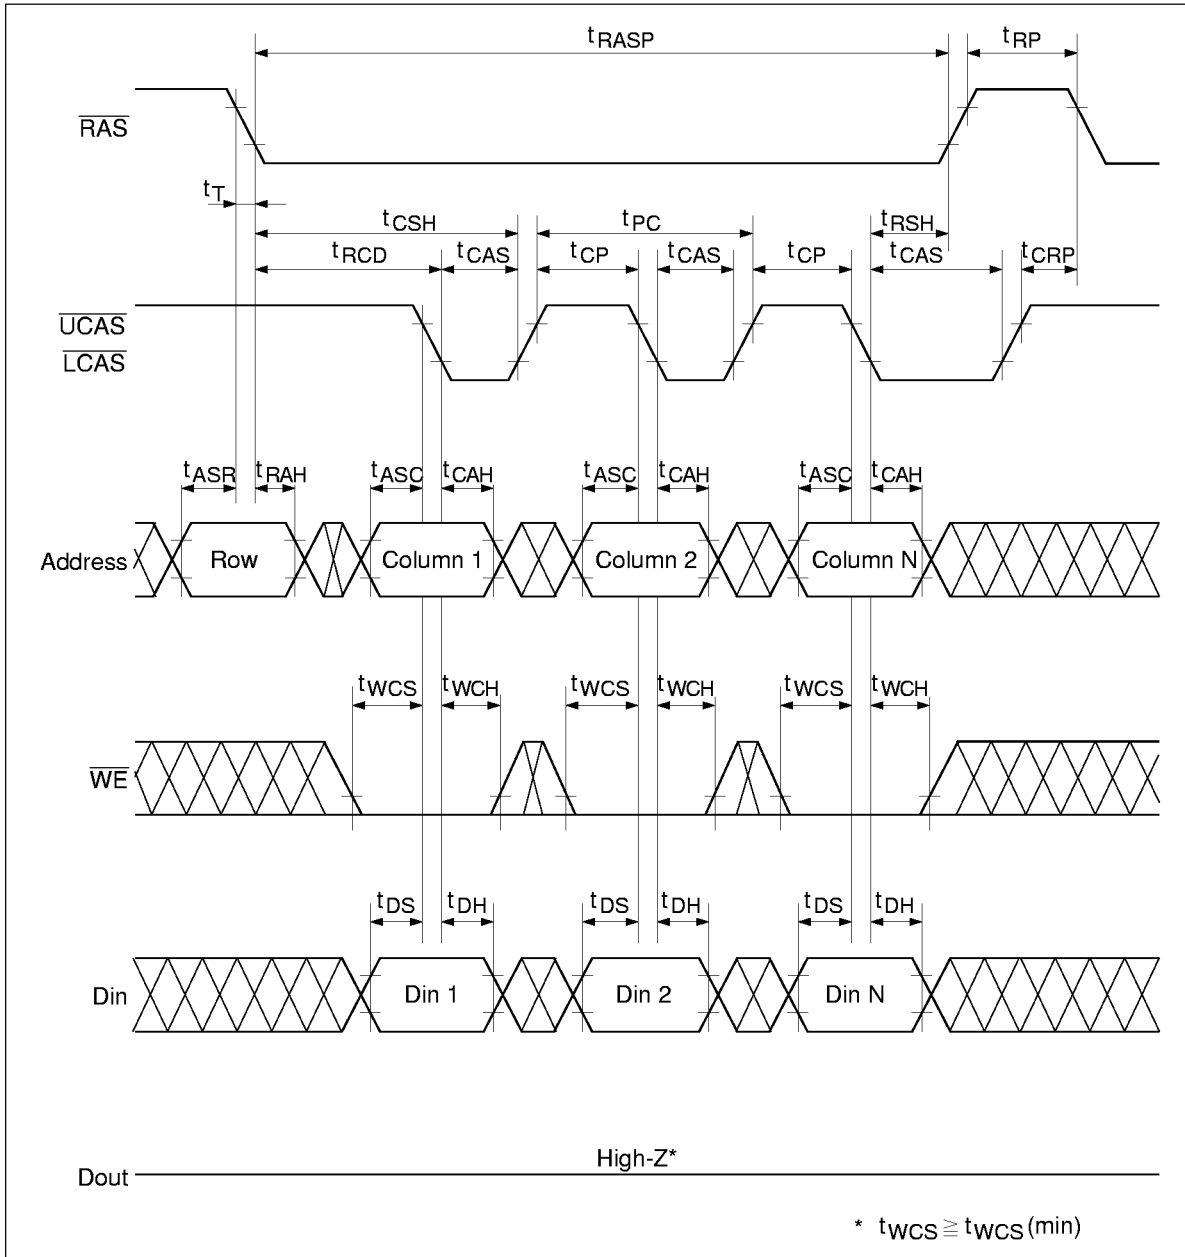 tRASP tRP
RAS
tT
tCSH tPC tRSH
tRCD tCAS tCP tCAS tCP tCAS tCRP
UCAS
LCAS
tASR tRAH tASC tCAH tASC tCAH tASC tCAH
Address Row Column 1 Column 2 Column N
tWCS tWCH tWCS tWCH tWCS tWCH
WE
tDS tDH tDS tDH tDS tDH
Din Din 1 Din 2 Din N
High-Z*
Dout
* tWCS ≧ tWCS (min)